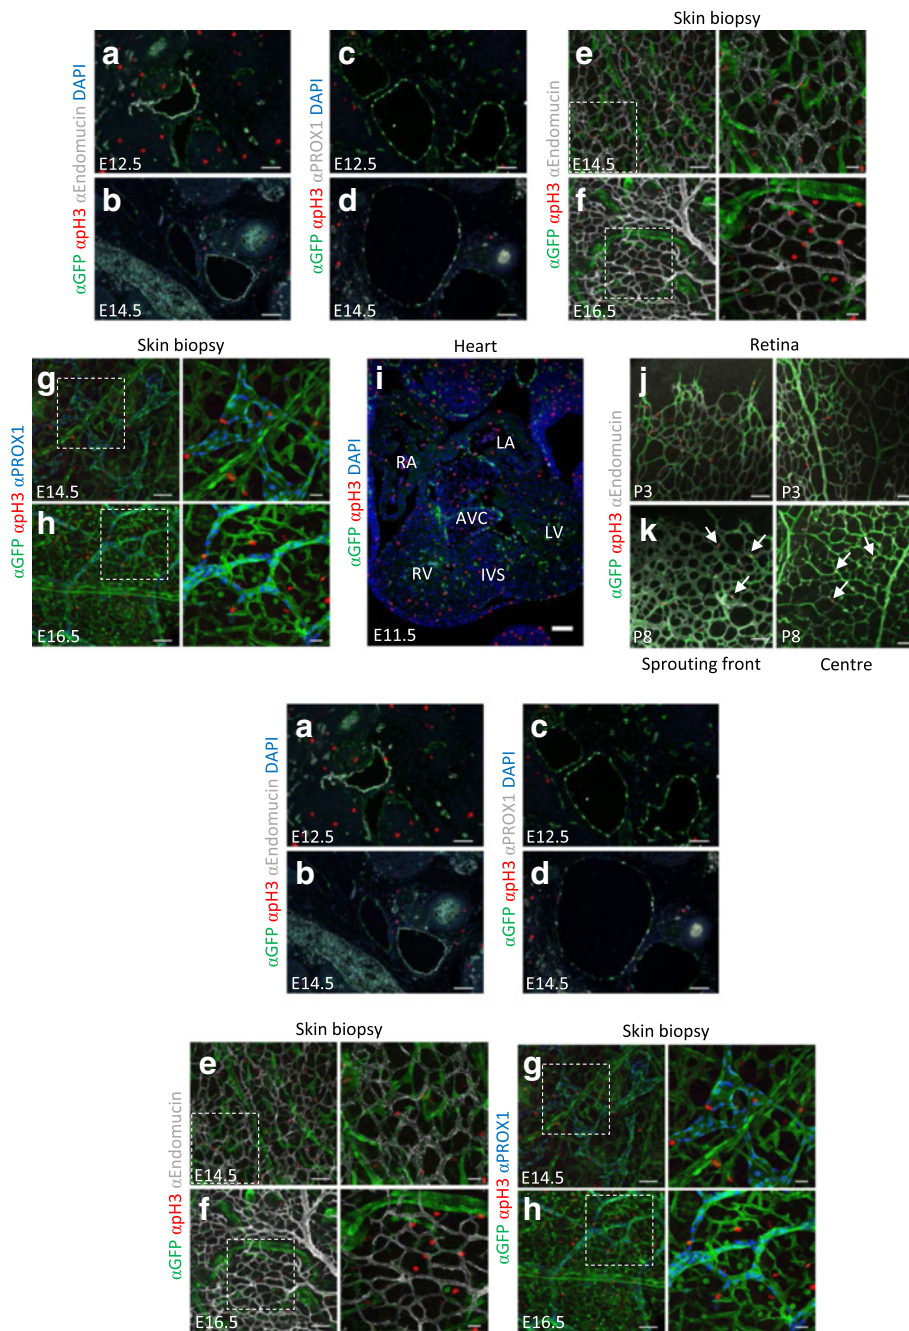 Skin biopsy
αGFP αpH3 αEndomucin DAPI
a
E12.5
b
E14.5
αGFP αpH3 αPROX1 DAPI
c
E12.5
d
E14.5
αGFP αpH3 αEndomucin
e
E14.5
f
E16.5
Skin biopsy
αGFP αpH3 αPROX1
g
E14.5
h
E16.5
Heart
αGFP αpH3 DAPI
i
LA
RA
AVC
LV
RV
IVS
E11.5
Retina
αGFP αpH3 αEndomucin
j
P3
P3
k
P8
P8
Sprouting front
Centre
αGFP αpH3 αEndomucin DAPI
a
E12.5
b
E14.5
αGFP αpH3 αPROX1 DAPI
c
E12.5
d
E14.5
Skin biopsy
αGFP αpH3 αEndomucin
e
E14.5
f
E16.5
Skin biopsy
αGFP αpH3 αPROX1
g
E14.5
h
E16.5